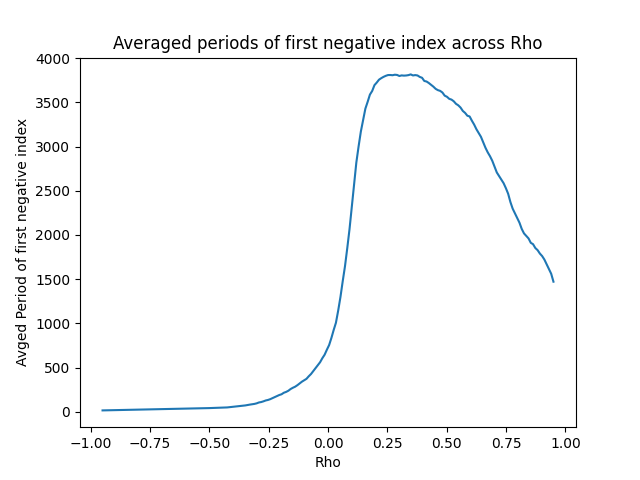 Averaged periods of first negative index across Rho
Avged Period of first negative index
4000
3500
3000
2500
2000
1500
1000
500
0
−1.00 −0.75 −0.50 −0.25 0.00 0.25 0.50 0.75 1.00
Rho